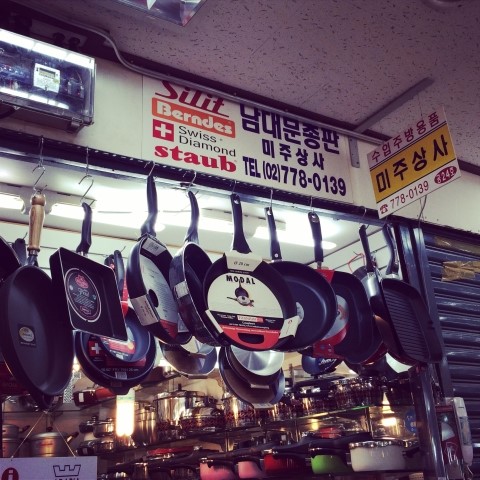 Silit
Berndes
Swiss
Diamond
staub
남대문총판
미주상사
TEL (02)778-0139
수입주방용품
미주상사
☎ 778-0139
MODAL